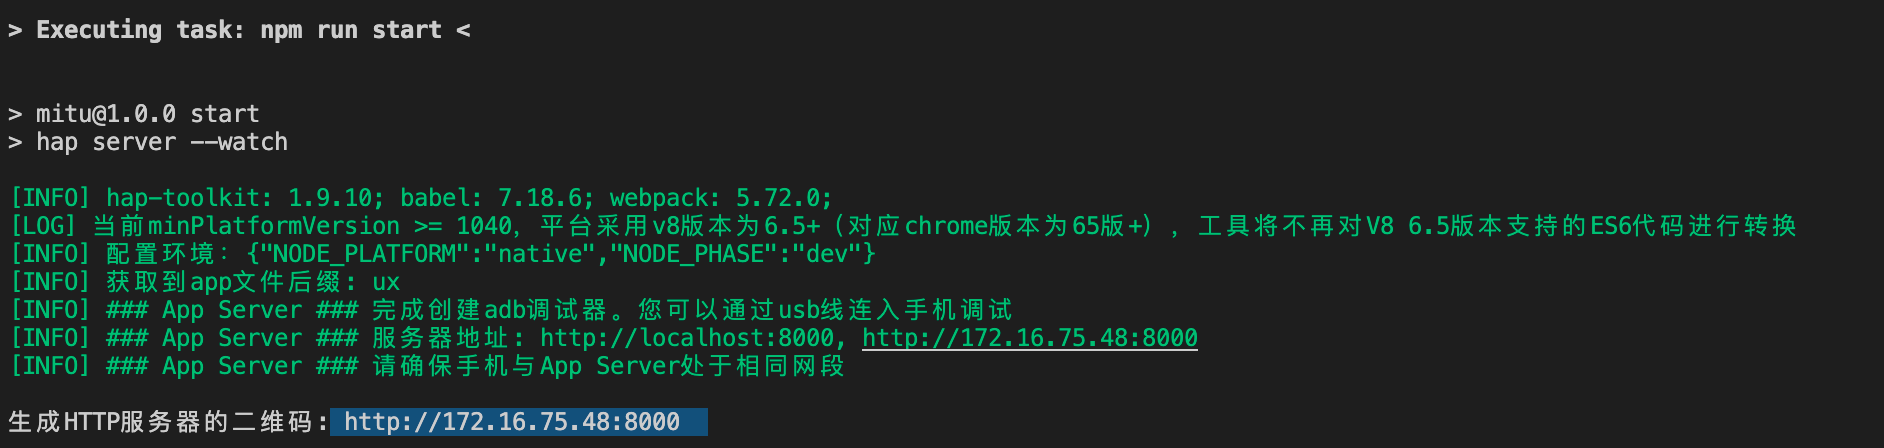 > Executing task: npm run start <
> mitu@1.0.0 start
> hap server --watch
[INFO] hap-toolkit: 1.9.10; babel: 7.18.6; webpack: 5.72.0;
[LOG] 当前minPlatformVersion >= 1040，平台采用v8版本为6.5+（对应chrome版本为65版+），工具将不再对V8 6.5版本支持的ES6代码进行转换
[INFO] 配置环境：{"NODE_PLATFORM":"native","NODE_PHASE":"dev"}
[INFO] 获取到app文件后缀: ux
[INFO] ### App Server ### 完成创建adb调试器。您可以通过usb线连入手机调试
[INFO] ### App Server ### 服务器地址: http://localhost:8000, http://172.16.75.48:8000
[INFO] ### App Server ### 请确保手机与App Server处于相同网段
生成HTTP服务器的二维码: http://172.16.75.48:8000